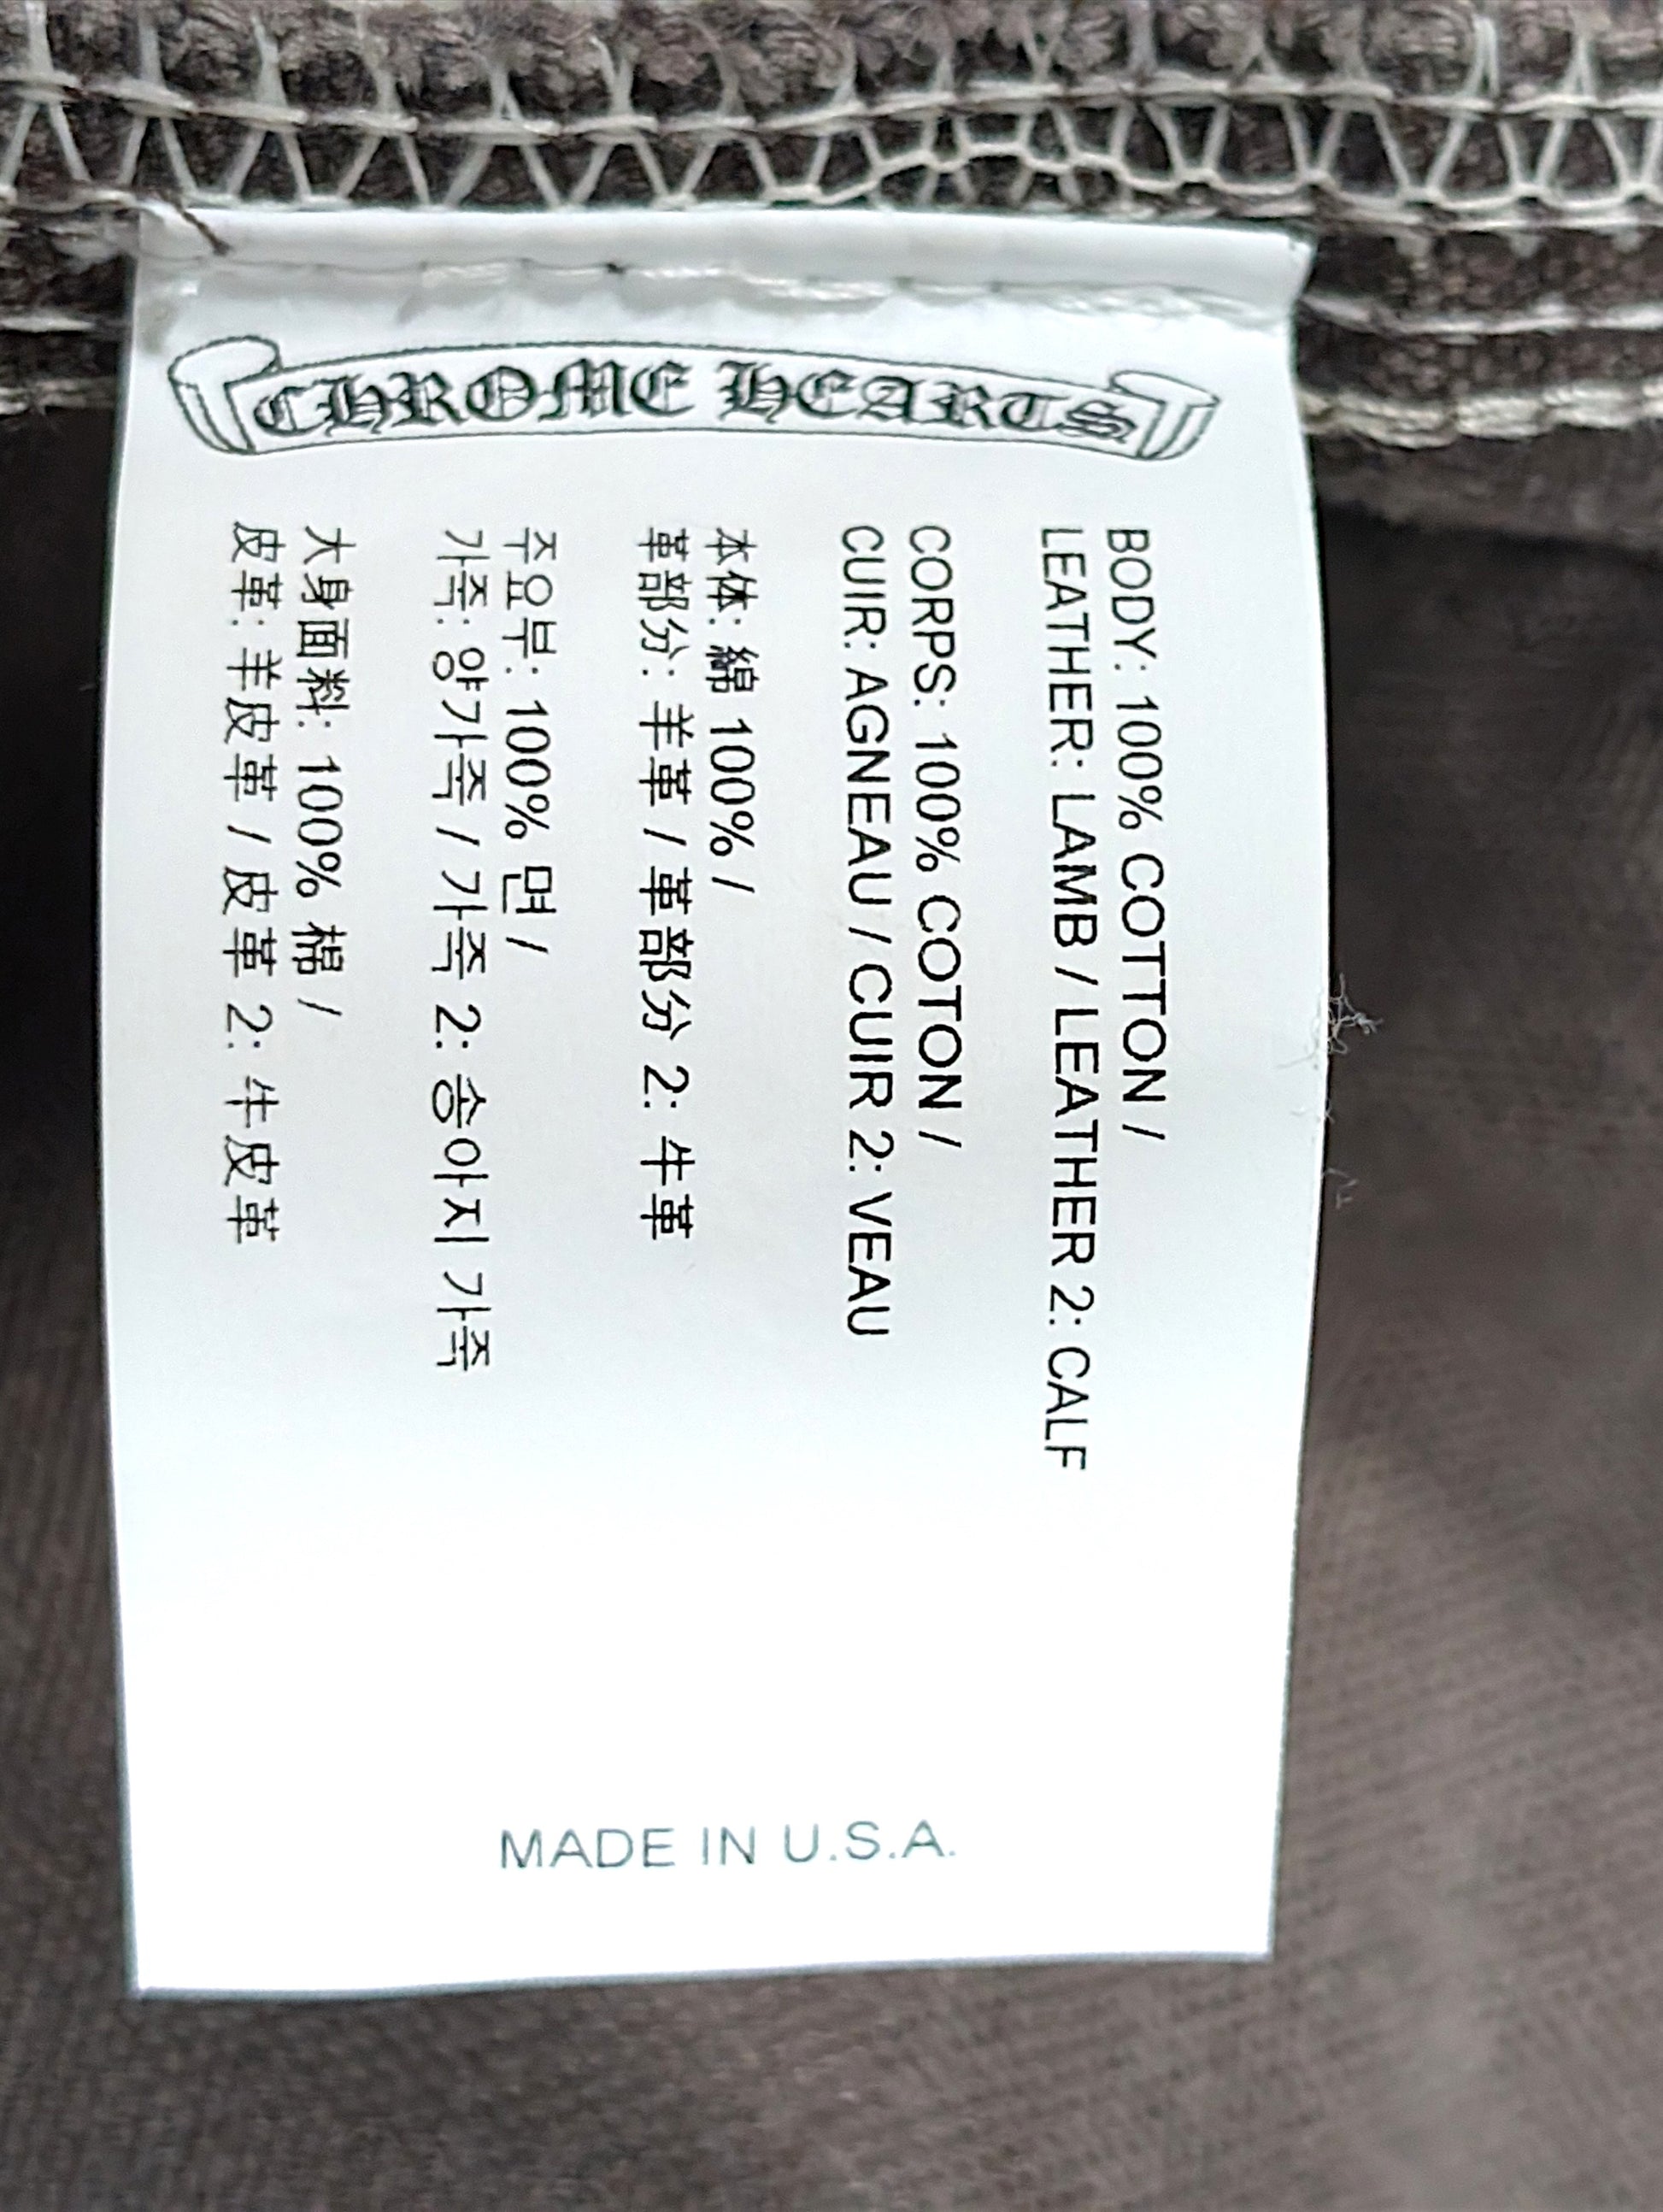 CHROME HEARTS
BODY: 100% COTTON /
LEATHER: LAMB / LEATHER 2: CALF
CORPS: 100% COTON /
CUIR: AGNEAU / CUIR 2: VEAU
本体: 綿 100% /
革部分: 羊革 / 革部分 2: 牛革
주요부: 100% 면 /
가죽: 양가죽 / 가죽 2: 송아지 가죽
大身面料: 100% 棉 /
皮革: 羊皮革 / 皮革 2: 牛皮革
MADE IN U.S.A.